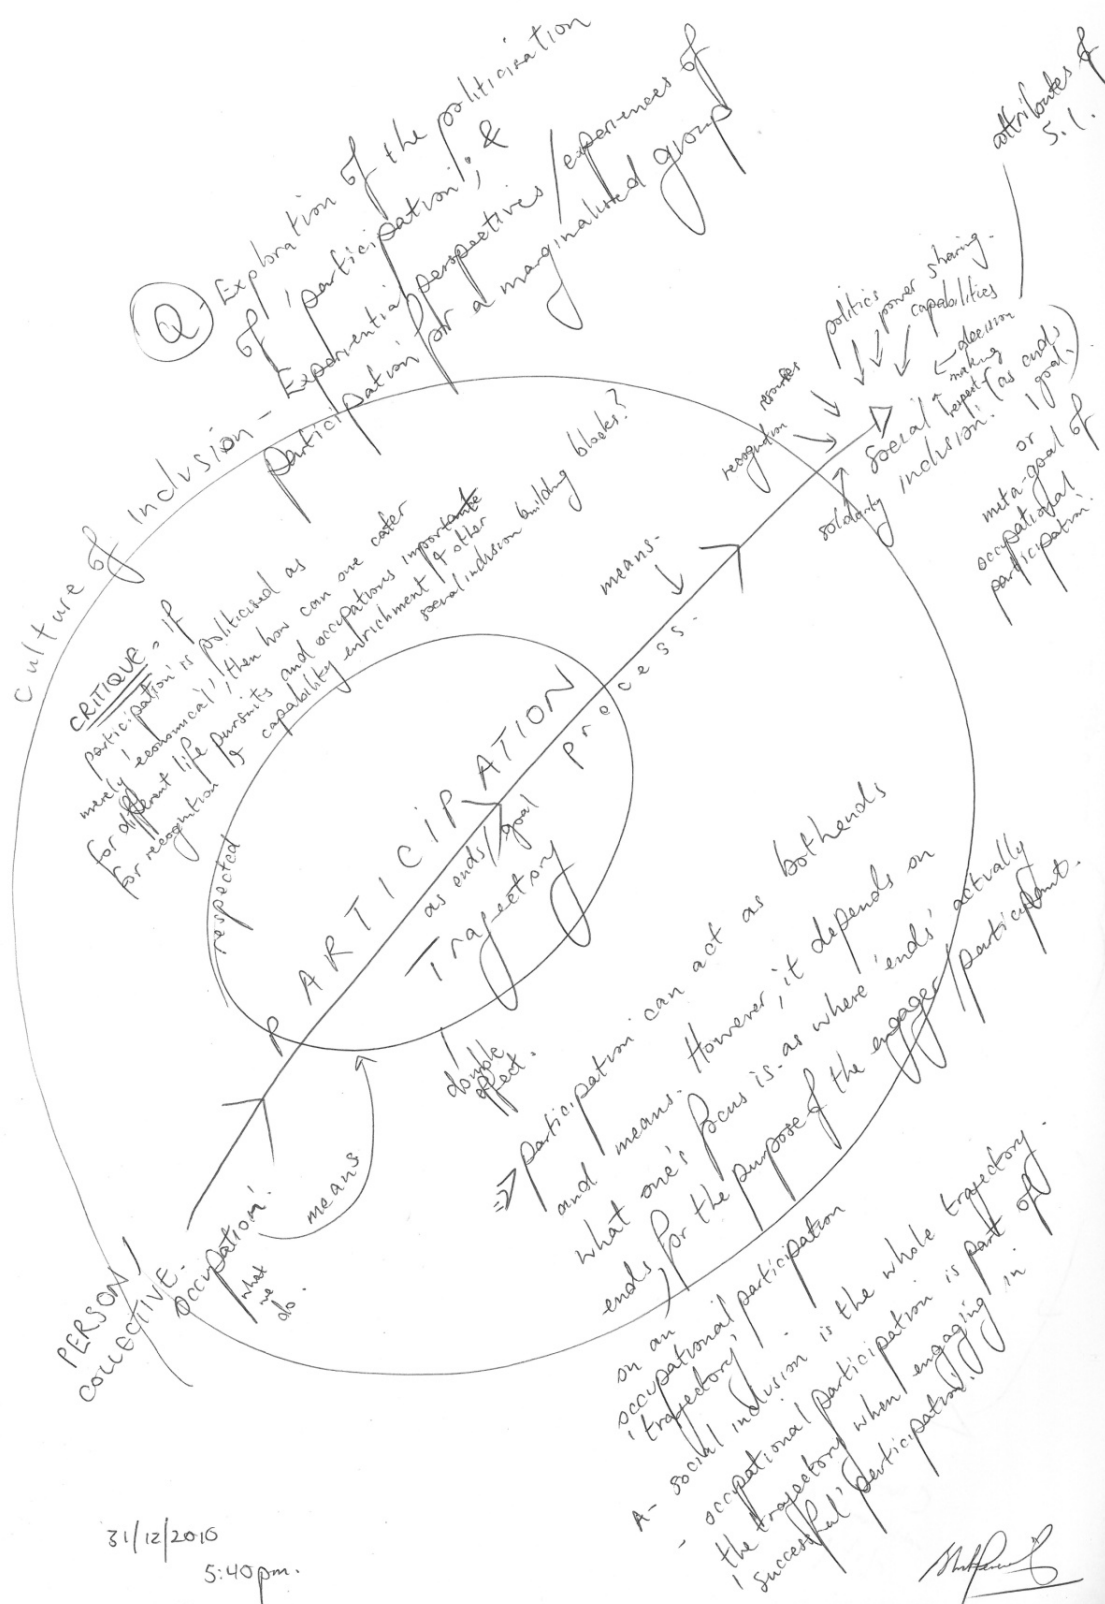 Q - Exploration of the politicisation
of 'participation'; &
Experiential perspectives/experiences of
participation for a marginalised group
attributes of
S.I.
culture of inclusion -
politics
power sharing.
capabilities
← decision
making
respect
resources
recognition
solidarity
social
inclusion. (as ends
/ goal)
or
meta-goal of
occupational
participation.
means.
process.
CRITIQUE - if
'participation' is politicised as
merely 'economical', then how can one cater
for different life pursuits and occupations important
for recognition & capability enrichment & other
social inclusion building blocks?
respected
PARTICIPATION
as ends/goal
Trajectory
double
effect.
means
'occupation'.
what
we
do.
PERSON/
COLLECTIVE.
⇒ participation can act as both ends
and means. However, it depends on
what one's focus is - as where 'ends' actually
ends for the purpose of the engager/participant.
on an
occupational participation
'trajectory'.
A - social inclusion is the whole trajectory.
- occupational participation is part of
the trajectory when engaging in
'successful' participation.
31/12/2010
5:40pm.